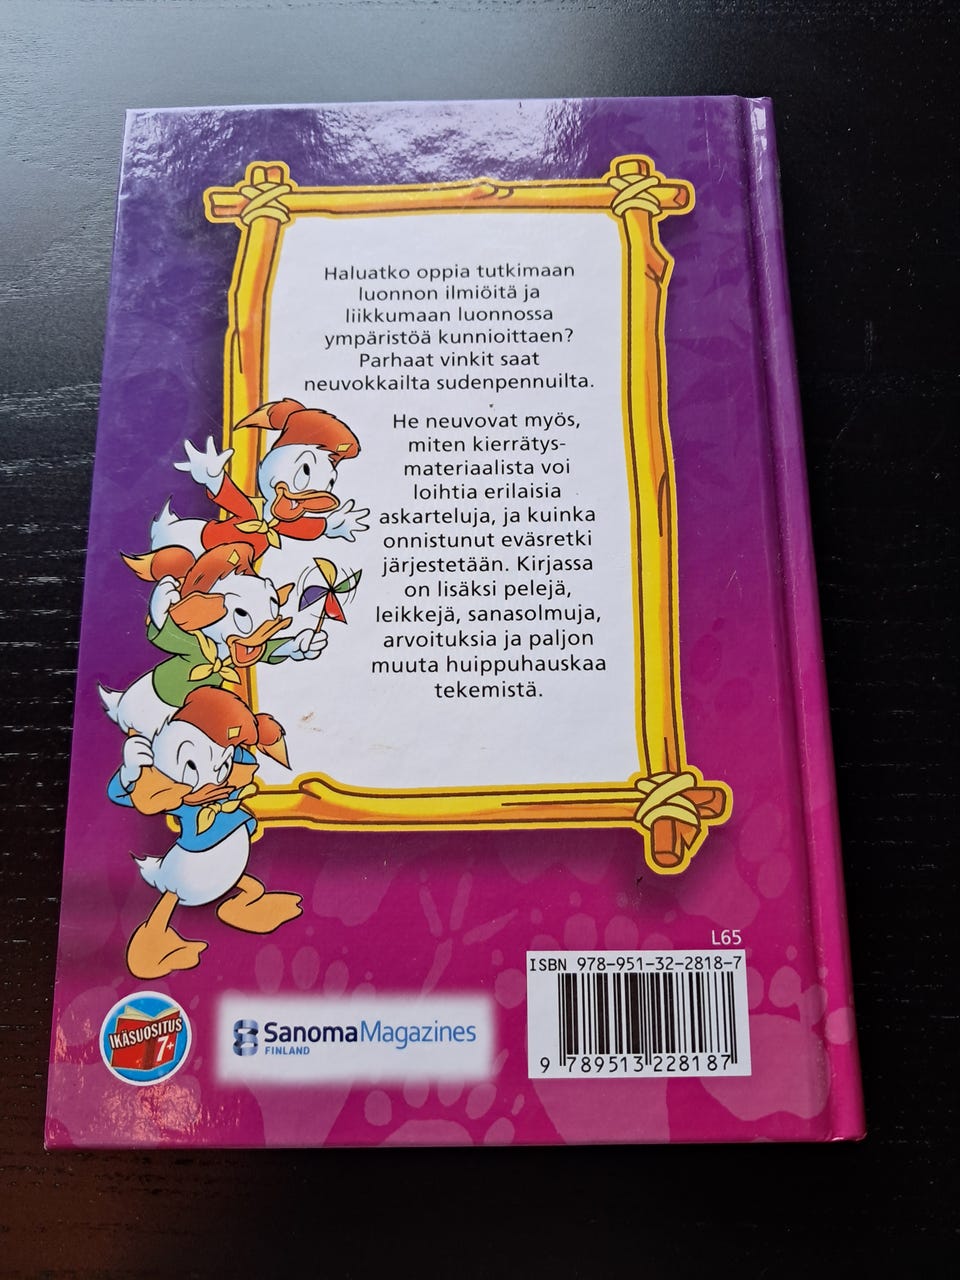 Haluatko oppia tutkimaan
luonnon ilmiöitä ja
liikkumaan luonnossa
ympäristöä kunnioittaen?
Parhaat vinkit saat
neuvokkailta sudenpennuilta.
He neuvovat myös,
miten kierrätys-
materiaalista voi
loihtia erilaisia
askarteluja, ja kuinka
onnistunut eväsretki
järjestetään. Kirjassa
on lisäksi pelejä,
leikkejä, sanasolmuja,
arvoituksia ja paljon
muuta huippuhauskaa
tekemistä.
L65
ISBN 978-951-32-2818-7
9 789513 228187
IKÄSUOSITUS
7+
SanomaMagazines
FINLAND